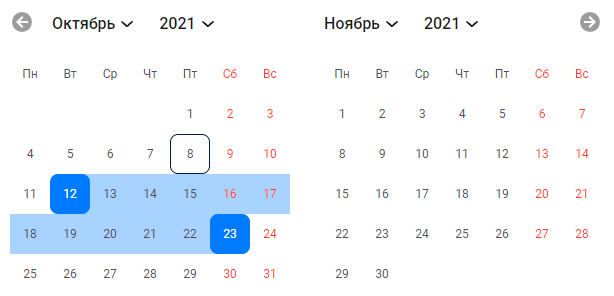 Октябрь 2021
Пн Вт Ср Чт Пт Сб Вс
1 2 3
4 5 6 7 8 9 10
11 12 13 14 15 16 17
18 19 20 21 22 23 24
25 26 27 28 29 30 31
Ноябрь 2021
Пн Вт Ср Чт Пт Сб Вс
1 2 3 4 5 6 7
8 9 10 11 12 13 14
15 16 17 18 19 20 21
22 23 24 25 26 27 28
29 30